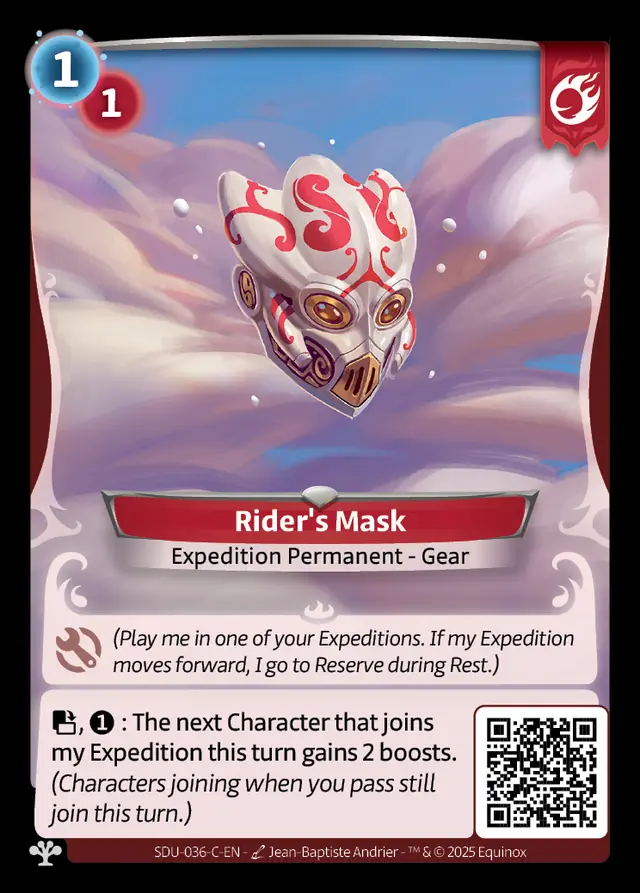 1
1
Rider's Mask
Expedition Permanent - Gear
(Play me in one of your Expeditions. If my Expedition
moves forward, I go to Reserve during Rest.)
, 1 : The next Character that joins
my Expedition this turn gains 2 boosts.
(Characters joining when you pass still
join this turn.)
SDU-036-C-EN - Jean-Baptiste Andrier - ™ & © 2025 Equinox